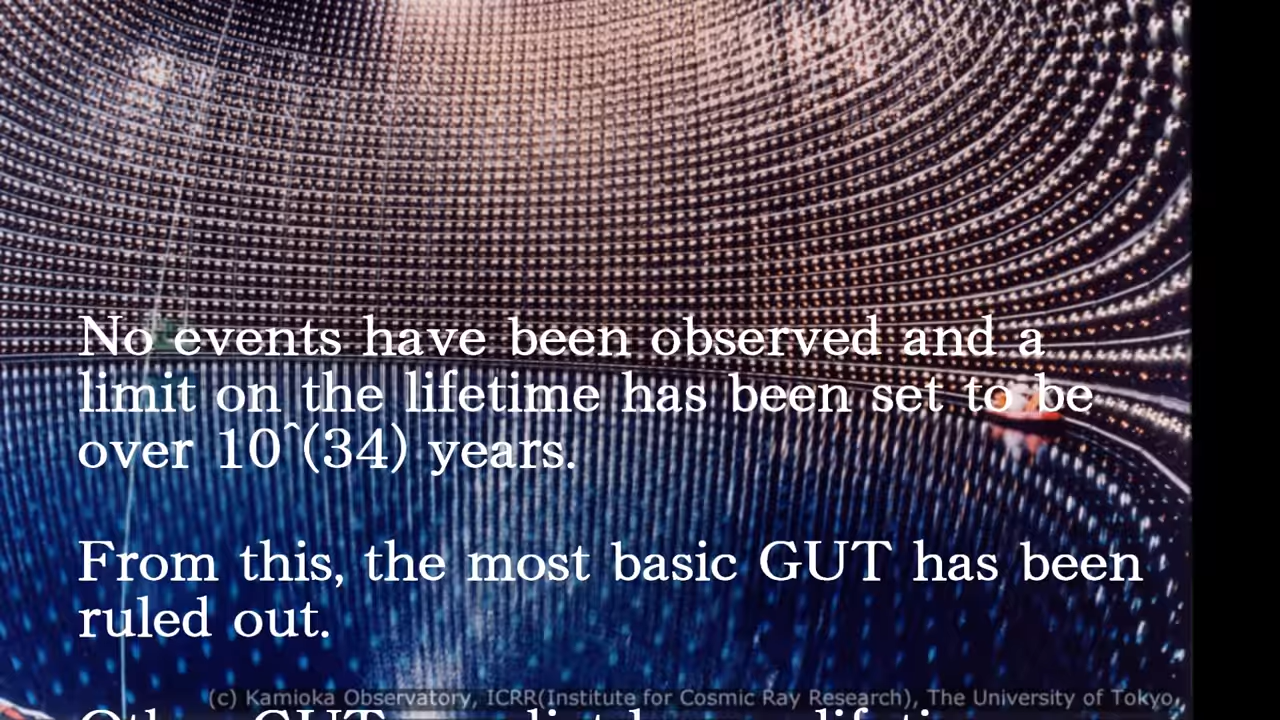 No events have been observed and a
limit on the lifetime has been set to be
over 10^(34) years.
From this, the most basic GUT has been
ruled out.
(c) Kamioka Observatory, ICRR(Institute for Cosmic Ray Research), The University of Tokyo,